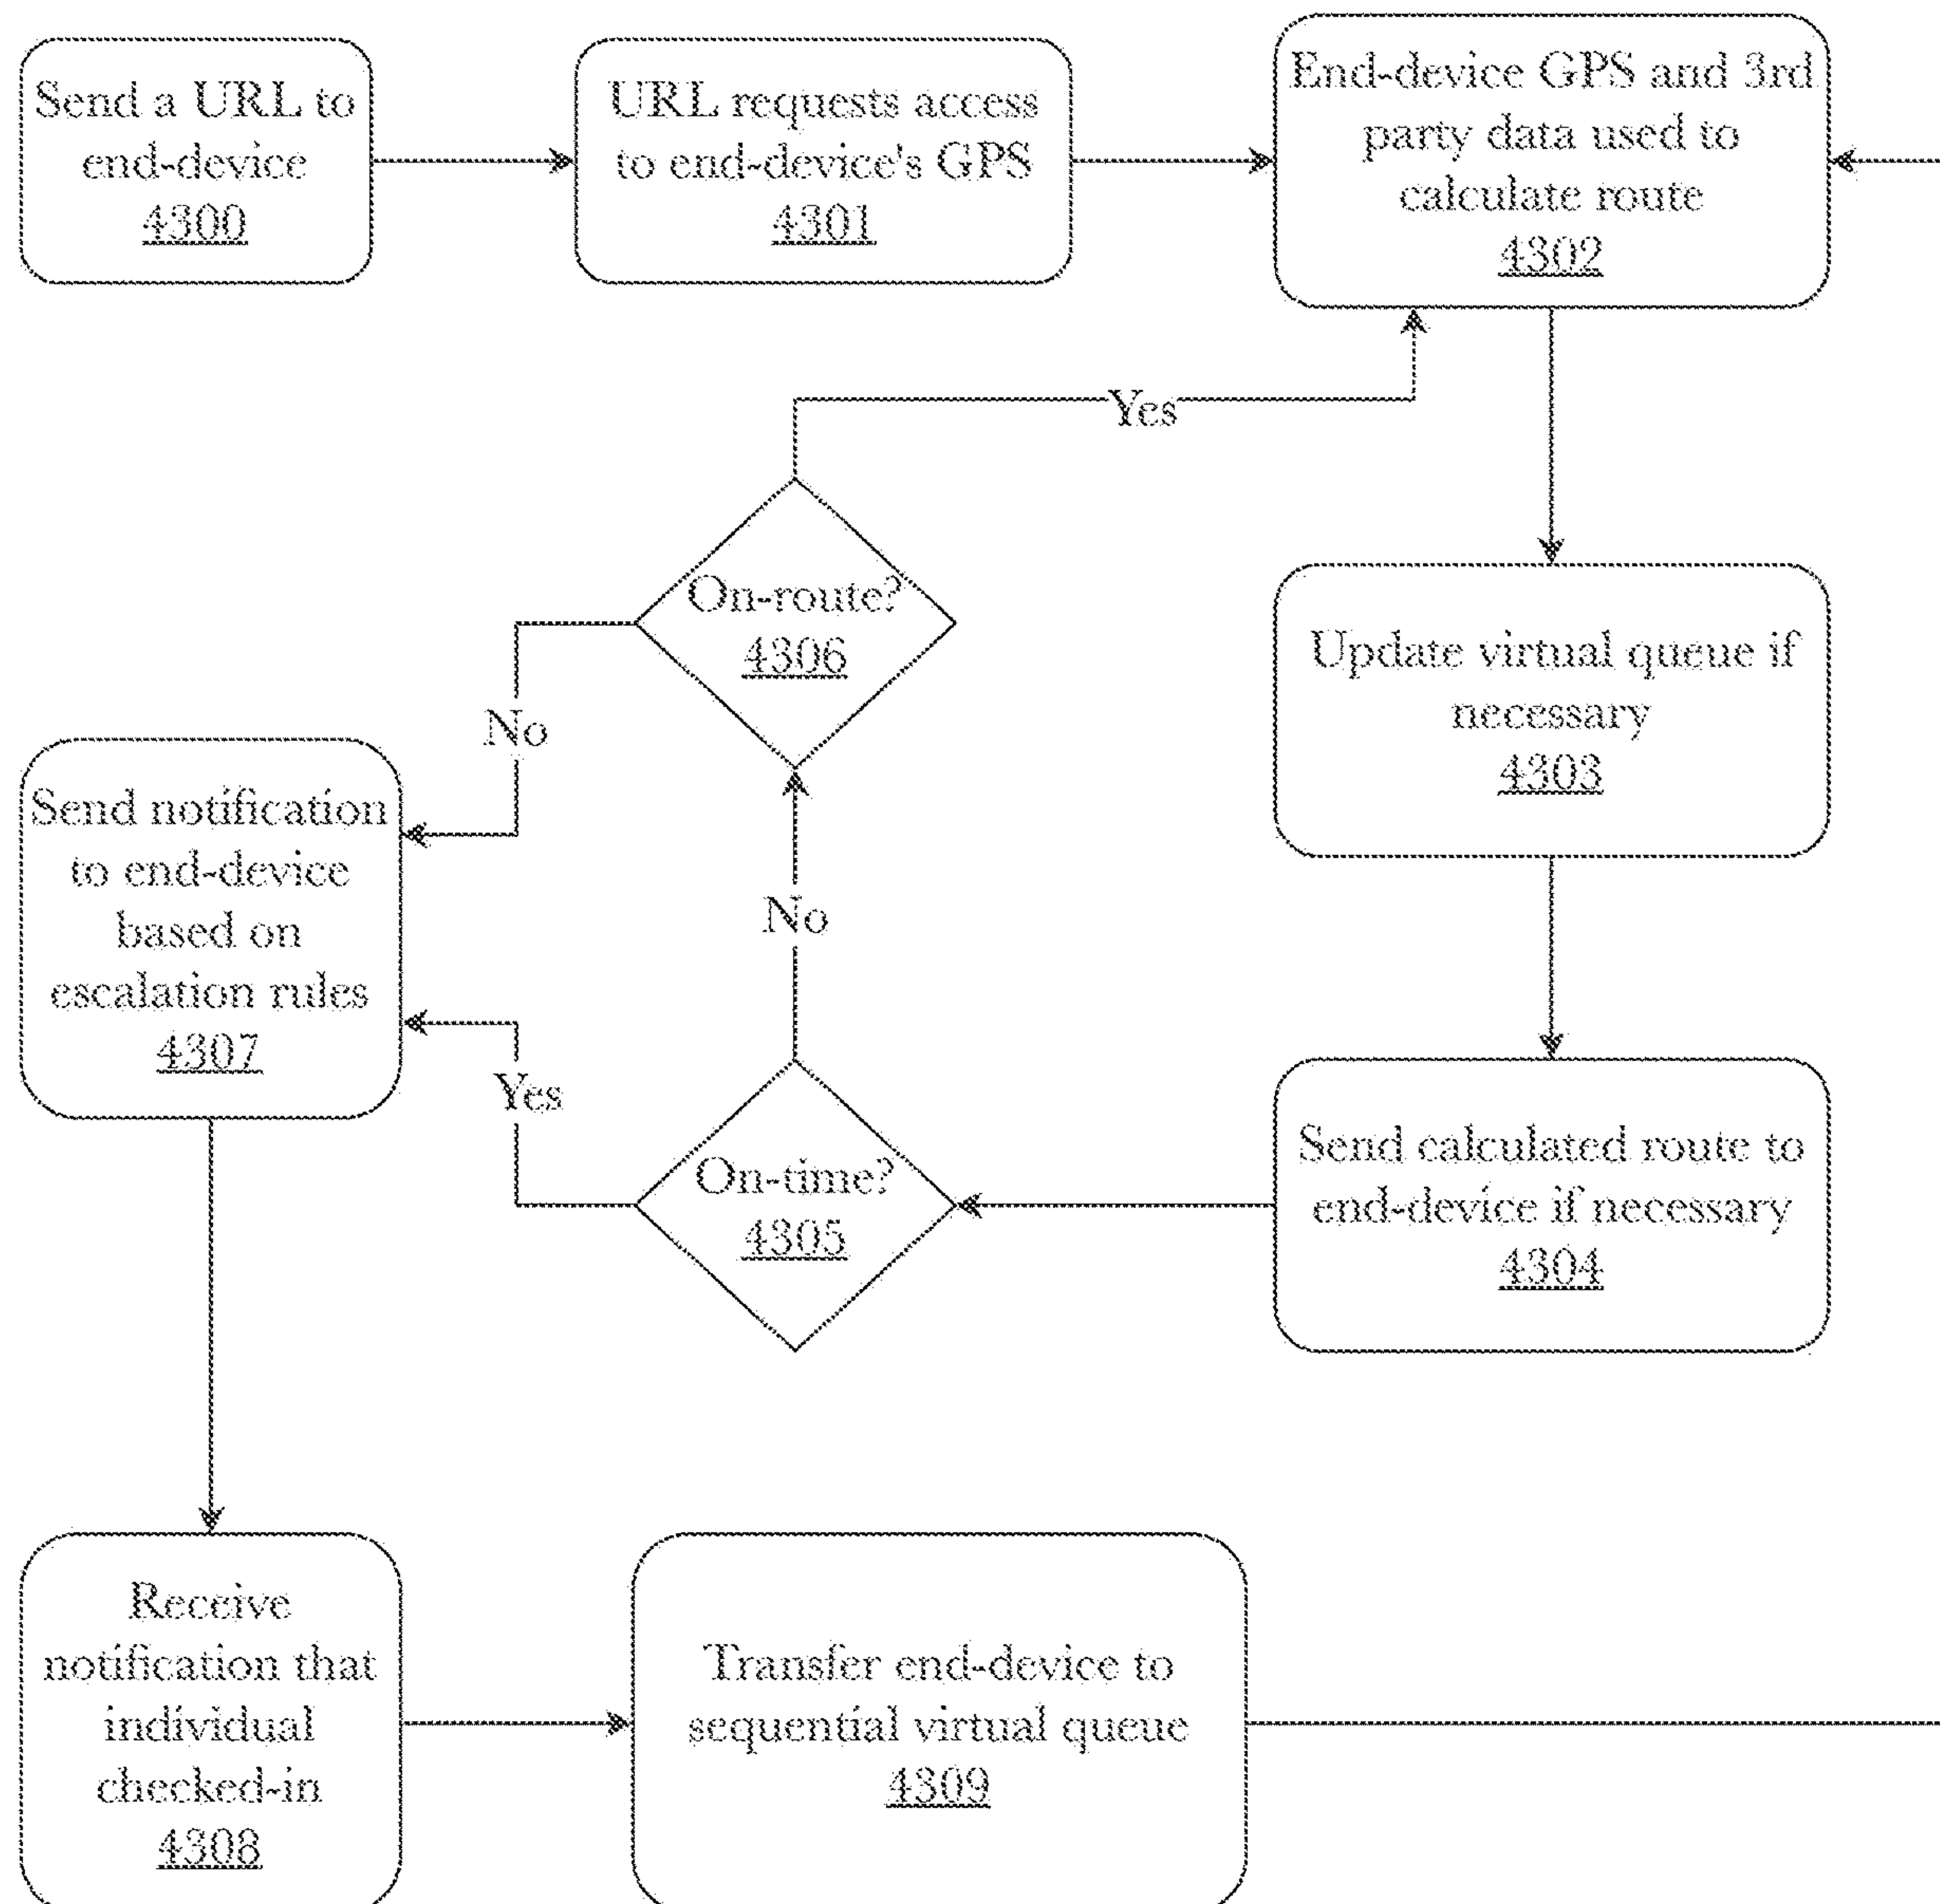 Send a URL to
end-device
4300
URL requests access
to end-device's GPS
4301
End-device GPS and 3rd
party data used to
calculate route
4302
Yes
On-route?
4306
No
Update virtual queue if
necessary
4303
Send notification
to end-device
based on
escalation rules
4307
No
Yes
On-time?
4305
Send calculated route to
end-device if necessary
4304
Receive
notification that
individual
checked-in
4308
Transfer end-device to
sequential virtual queue
4309